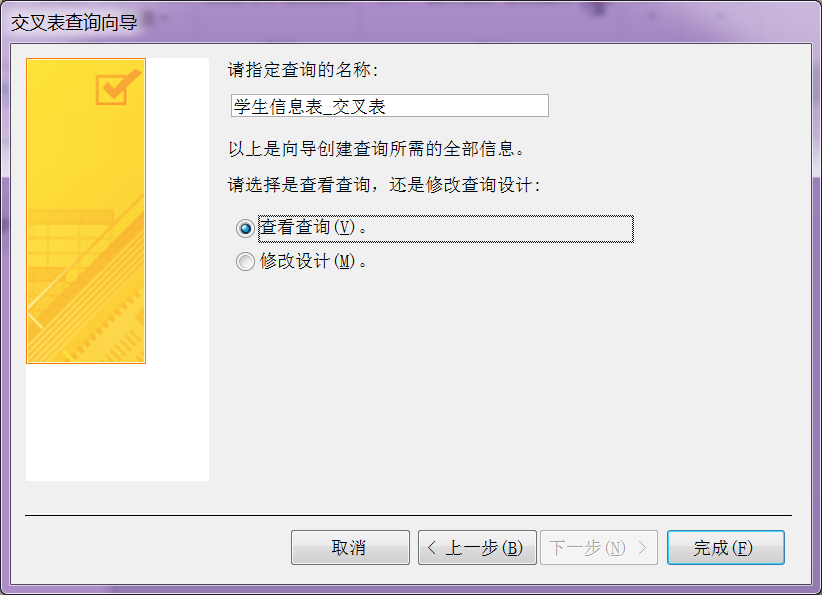 交叉表查询向导
请指定查询的名称:
学生信息表_交叉表
以上是向导创建查询所需的全部信息。
请选择是查看查询，还是修改查询设计:
查看查询(V)。
修改设计(M)。
取消
< 上一步(B)
下一步(N) >
完成(F)